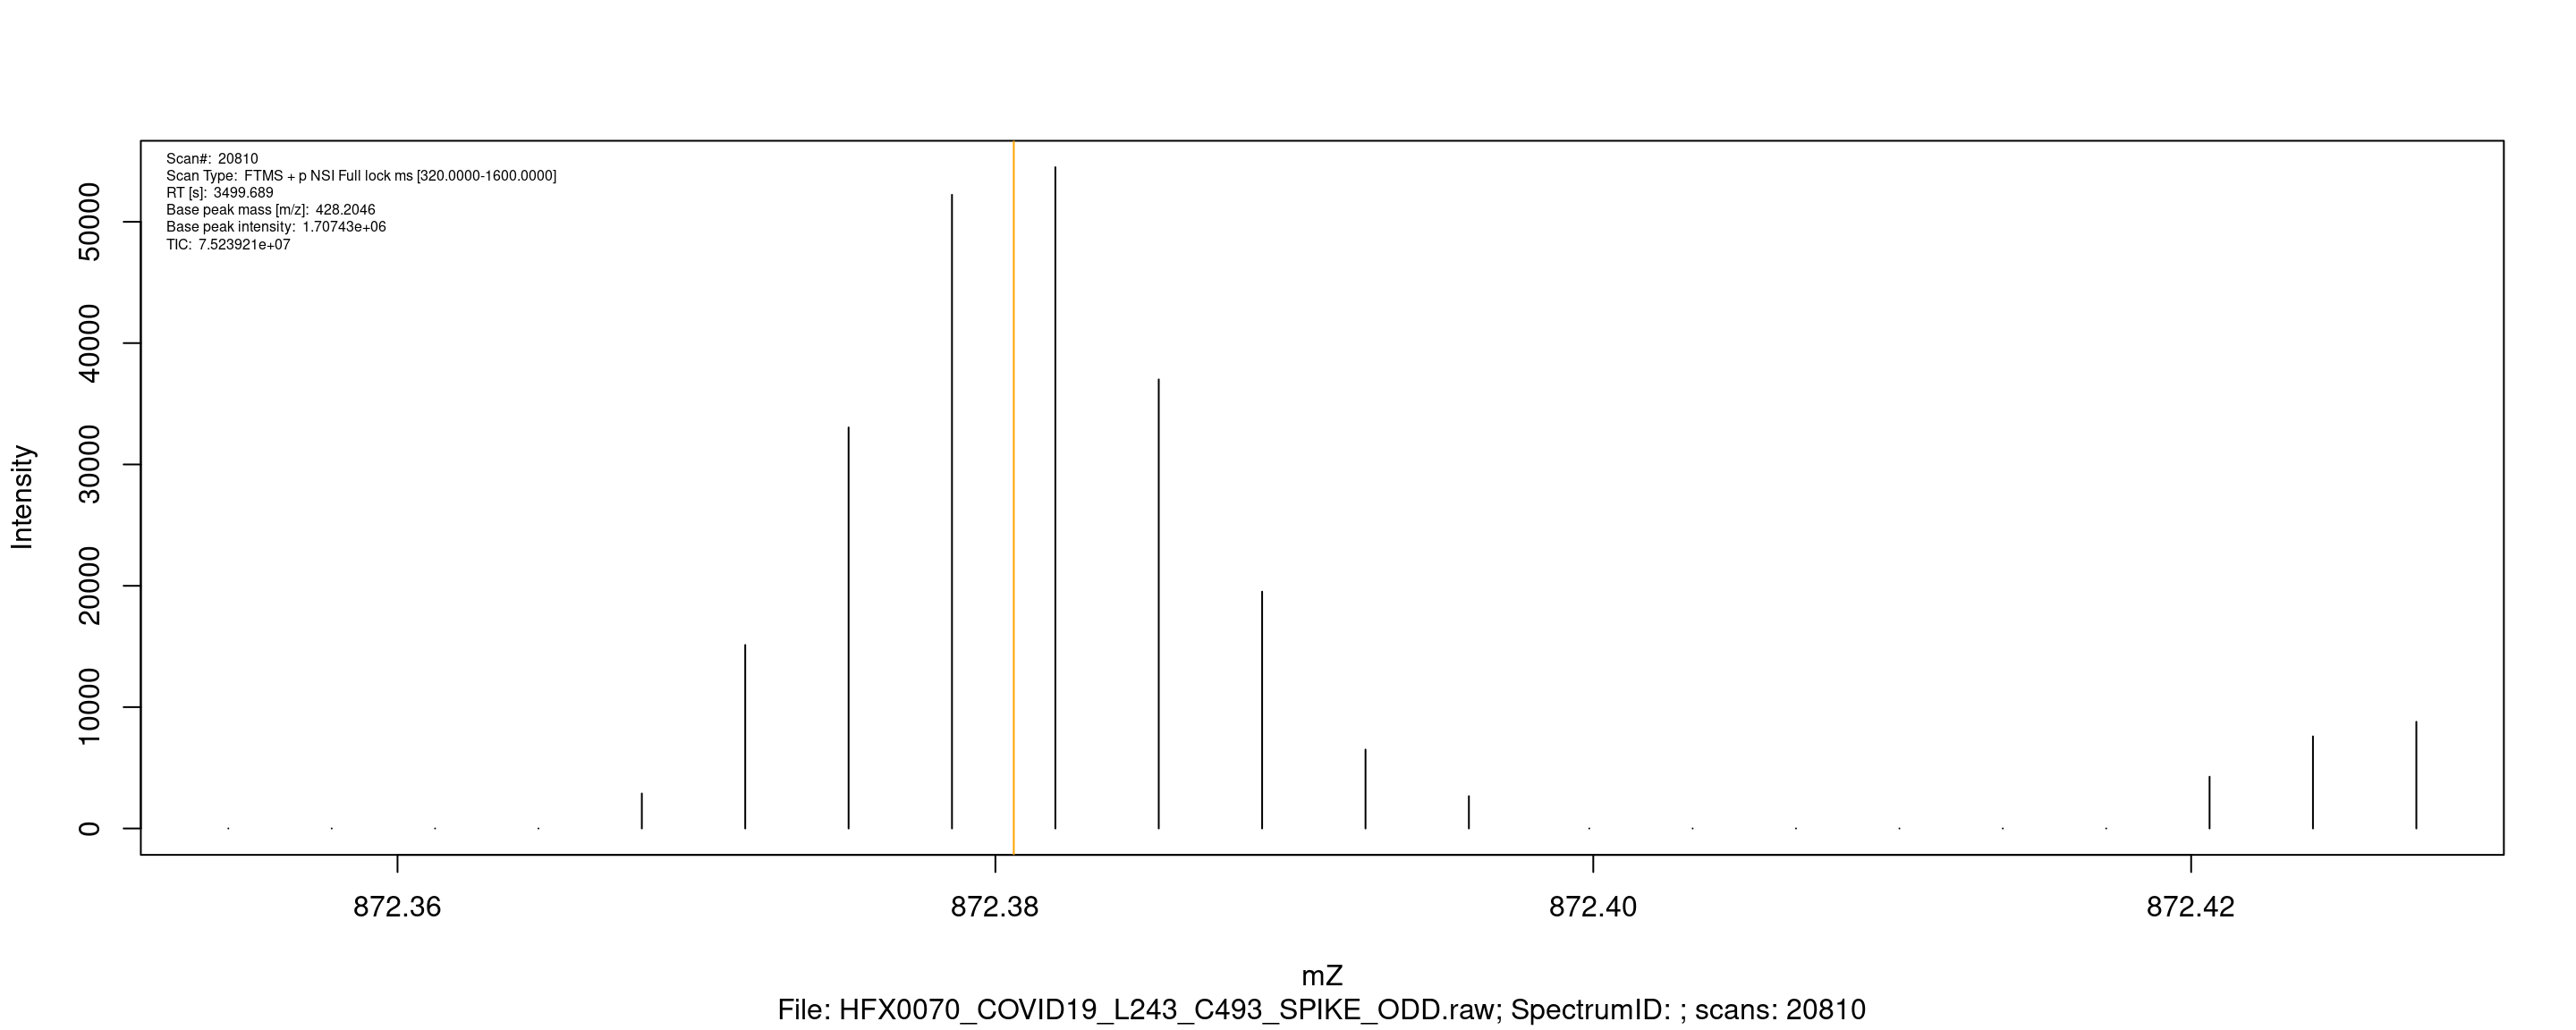 Scan#: 20810
Scan Type: FTMS + p NSI Full lock ms [320.0000-1600.0000]
RT [s]: 3499.689
Base peak mass [m/z]: 428.2046
Base peak intensity: 1.70743e+06
TIC: 7.523921e+07
Intensity
50000
40000
30000
20000
10000
0
872.36 872.38 872.40 872.42
mZ
File: HFX0070_COVID19_L243_C493_SPIKE_ODD.raw; SpectrumID: ; scans: 20810